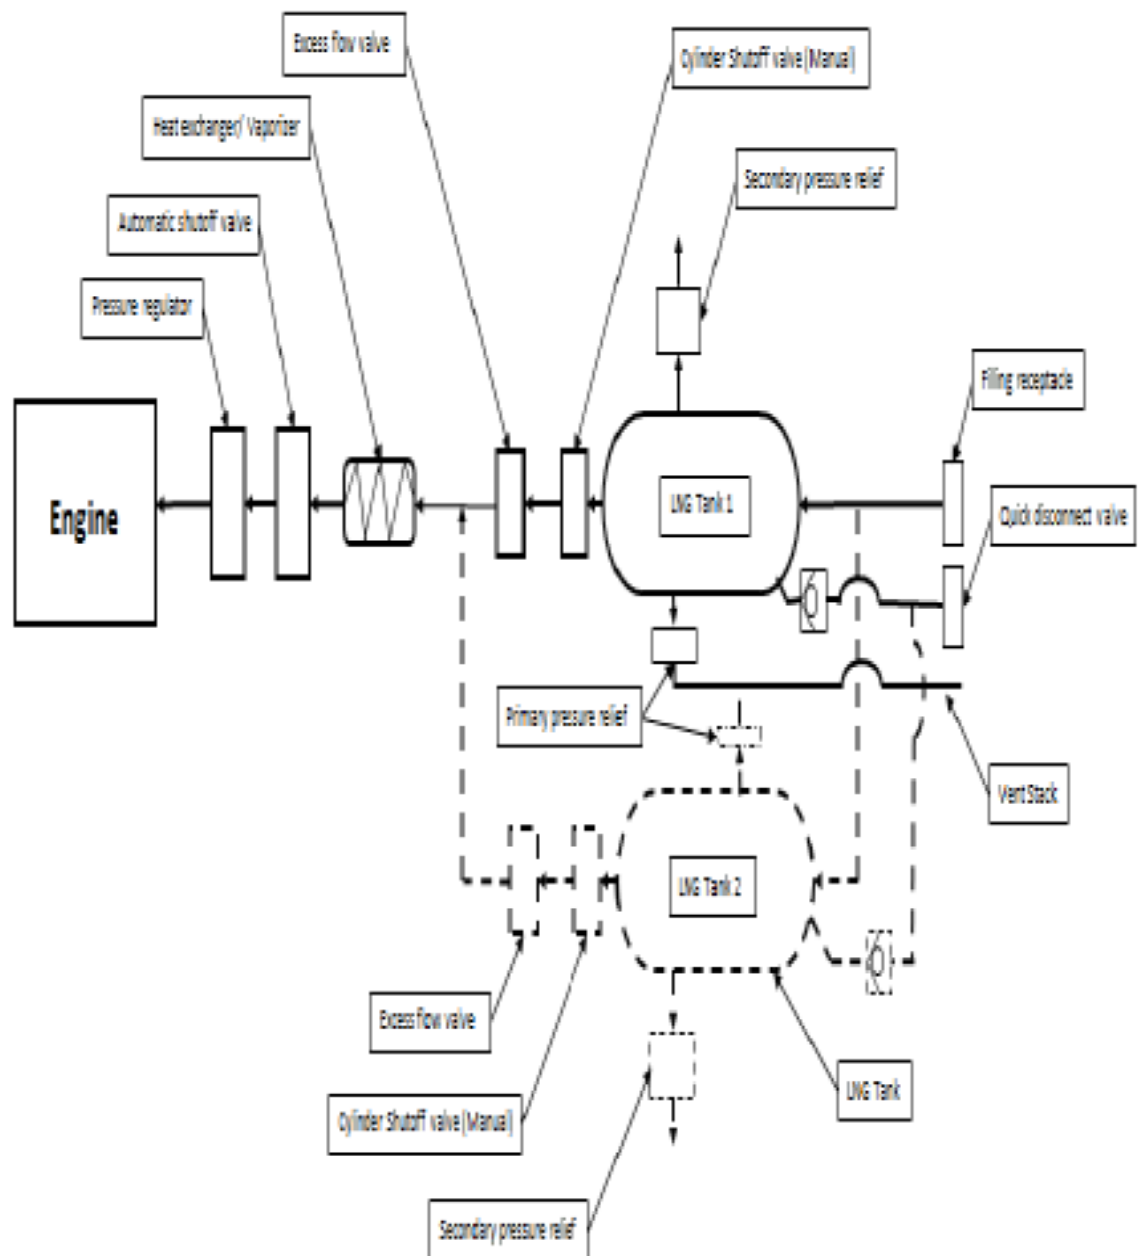 Excess flow valve
Cylinder Shutoff valve (Manual)
Heat exchanger/ Vaporizer
Secondary pressure relief
Automatic shutoff valve
Pressure regulator
Filling receptacle
Engine
LNG Tank 1
Quick disconnect valve
Primary pressure relief
Vent Stack
LNG Tank 2
Excess flow valve
LNG Tank
Cylinder Shutoff valve (Manual)
Secondary pressure relief